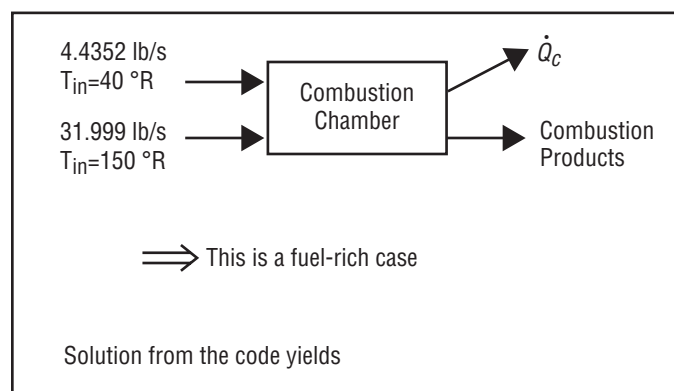 4.4352 lb/s
Tin=40 °R
31.999 lb/s
Tin=150 °R
Combustion
Chamber
Q̇c
Combustion
Products
This is a fuel-rich case
Solution from the code yields